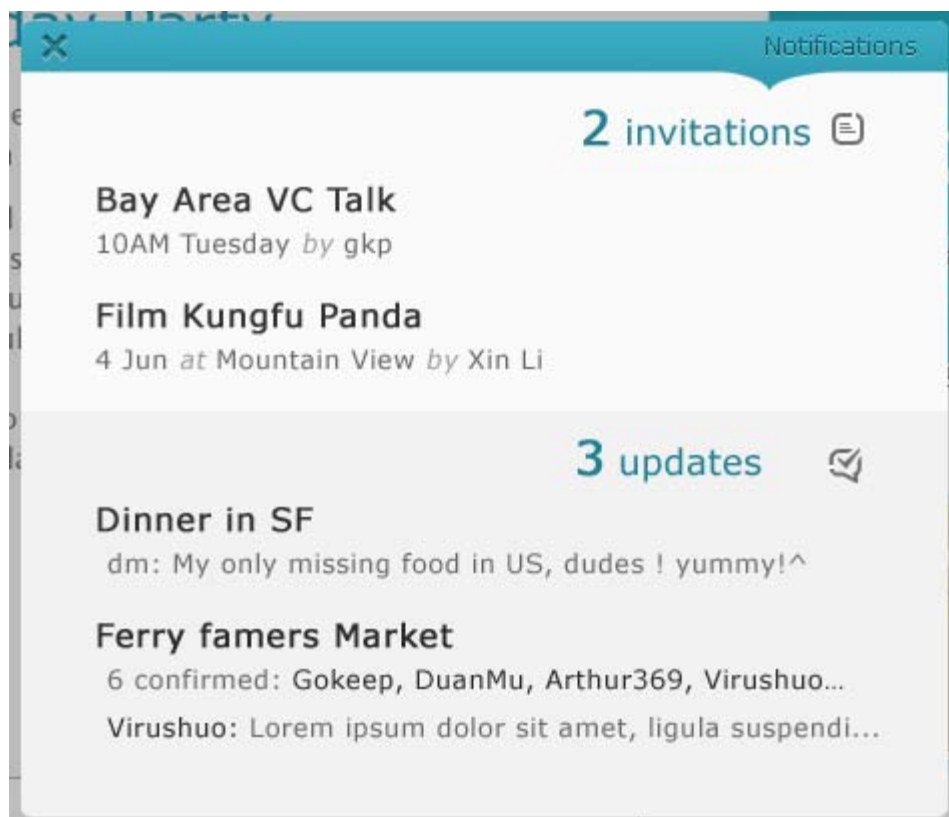 day Party
Notifications
2 invitations
Bay Area VC Talk
10AM Tuesday by gkp
Film Kungfu Panda
4 Jun at Mountain View by Xin Li
3 updates
Dinner in SF
dm: My only missing food in US, dudes ! yummy!^
Ferry famers Market
6 confirmed: Gokeep, DuanMu, Arthur369, Virushuo...
Virushuo: Lorem ipsum dolor sit amet, ligula suspendi...